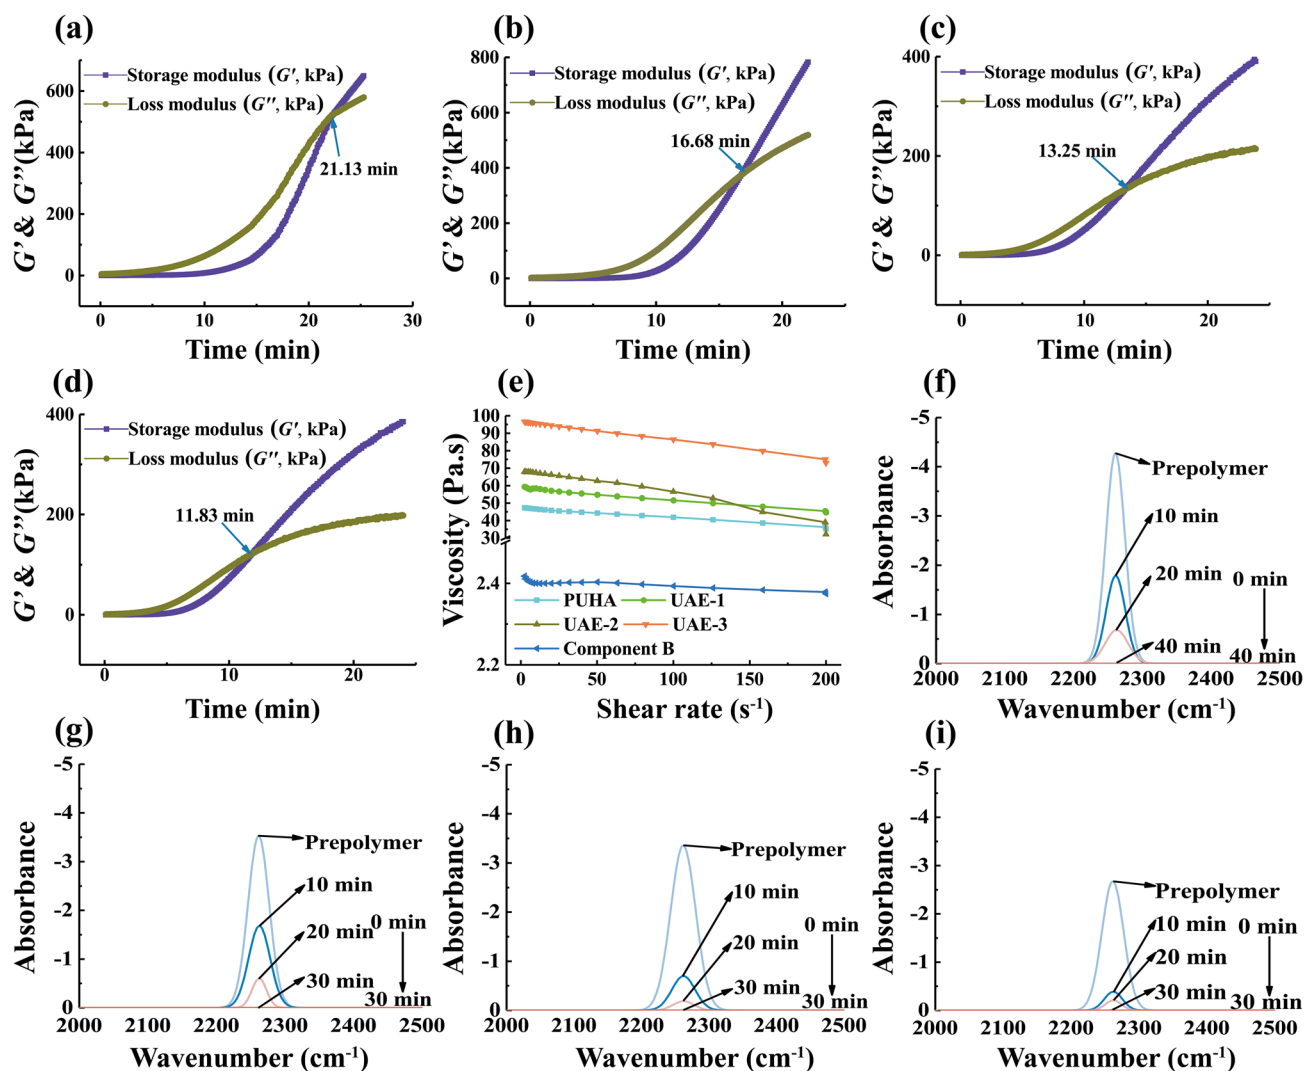 (a)
Storage modulus (G′, kPa)
Loss modulus (G″, kPa)
21.13 min
600
400
200
0
0
10
20
30
G’ & G”(kPa)
Time (min)
(b)
Storage modulus (G′, kPa)
Loss modulus (G″, kPa)
16.68 min
800
600
400
200
0
0
10
20
G’ & G”(kPa)
Time (min)
(c)
Storage modulus (G′, kPa)
Loss modulus (G″, kPa)
13.25 min
400
200
0
0
10
20
G’ & G”(kPa)
Time (min)
(d)
Storage modulus (G′, kPa)
Loss modulus (G″, kPa)
11.83 min
400
200
0
0
10
20
G’ & G”(kPa)
Time (min)
(e)
100
90
80
70
60
50
40
30
2.4
2.2
Viscosity (Pa.s)
PUHA UAE-1
UAE-2 UAE-3
Component B
0 50 100 150 200
Shear rate (s-1)
(f)
-5
-4
-3
-2
-1
0
Absorbance
Prepolymer
10 min
20 min
40 min
0 min
40 min
2000 2100 2200 2300 2400 2500
Wavenumber (cm-1)
(g)
-5
-4
-3
-2
-1
0
Absorbance
Prepolymer
10 min
20 min
30 min
0 min
30 min
2000 2100 2200 2300 2400 2500
Wavenumber (cm-1)
(h)
-5
-4
-3
-2
-1
0
Absorbance
Prepolymer
10 min
20 min
30 min
0 min
30 min
2000 2100 2200 2300 2400 2500
Wavenumber (cm-1)
(i)
-5
-4
-3
-2
-1
0
Absorbance
Prepolymer
10 min
20 min
30 min
0 min
30 min
2000 2100 2200 2300 2400 2500
Wavenumber (cm-1)